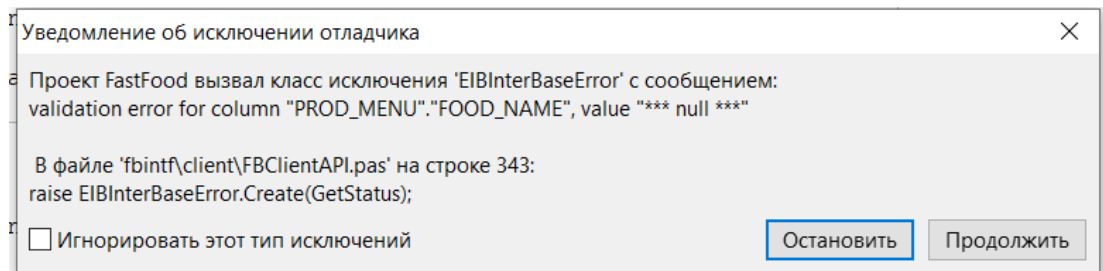 Уведомление об исключении отладчика
Проект FastFood вызвал класс исключения 'EIBInterBaseError' с сообщением:
validation error for column "PROD_MENU"."FOOD_NAME", value "*** null ***"
В файле 'fbintf\client\FBClientAPI.pas' на строке 343:
raise EIBInterBaseError.Create(GetStatus);
Игнорировать этот тип исключений Остановить Продолжить